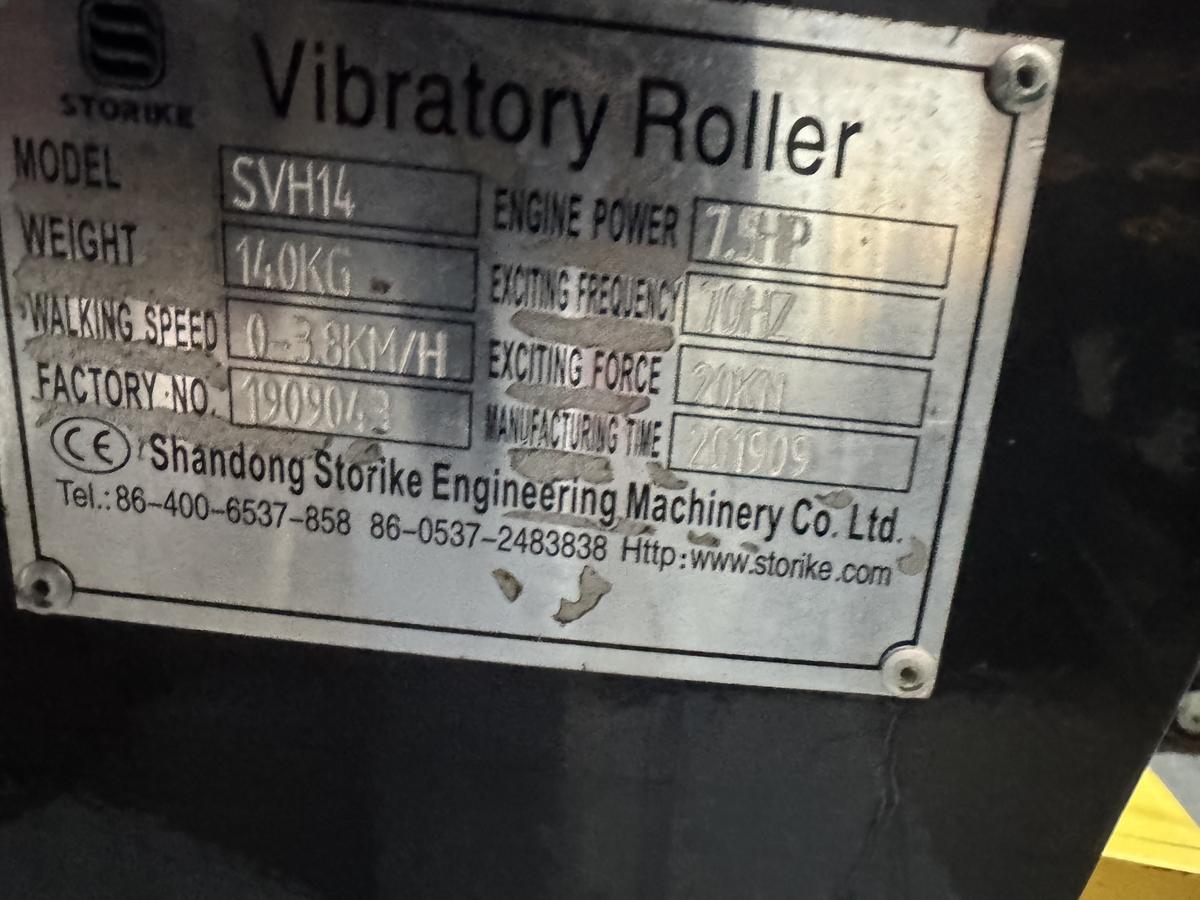 STORIKE
Vibratory Roller
MODEL SVH14 ENGINE POWER 7.5HP
WEIGHT 140KG EXCITING FREQUENCY 70HZ
WALKING SPEED 0-3.8KM/H EXCITING FORCE 20KN
FACTORY NO. 1909043 MANUFACTURING TIME 201909
CE Shandong Storike Engineering Machinery Co. Ltd.
Tel.:86-400-6537-858 86-0537-2483838 Http:www.storike.com